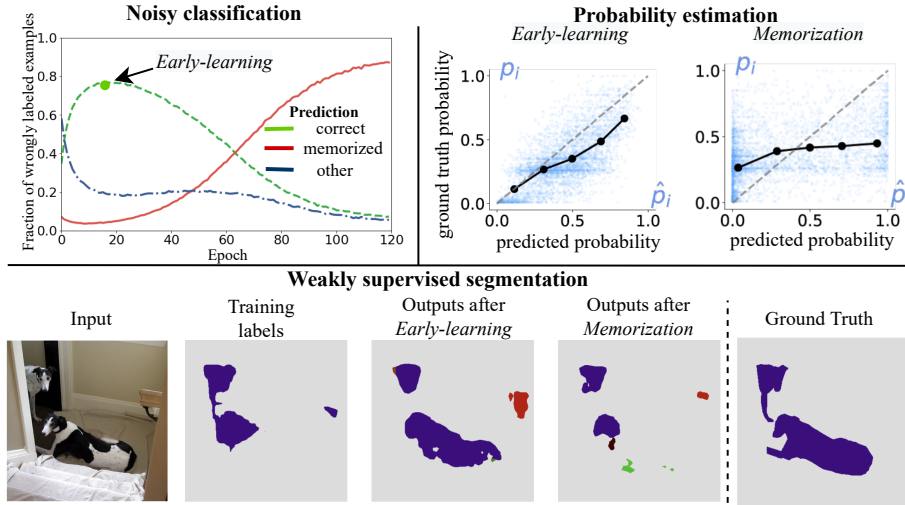 Noisy classification
Fraction of wrongly labeled examples
1.0
0.8
0.6
0.4
0.2
0.0
0
20
40
60
80
100
119
Epoch
Early-learning
Prediction
correct
memorized
other
Probability estimation
Early-learning
Memorization
ground truth probability
1.0
0.5
0.0
0.0
0.5
1.0
predicted probability
p_i
p̂_i
1.0
0.5
0.0
0.0
0.5
1.0
predicted probability
p_i
p̂
Weakly supervised segmentation
Input
Training
labels
Outputs after
Early-learning
Outputs after
Memorization
Ground Truth